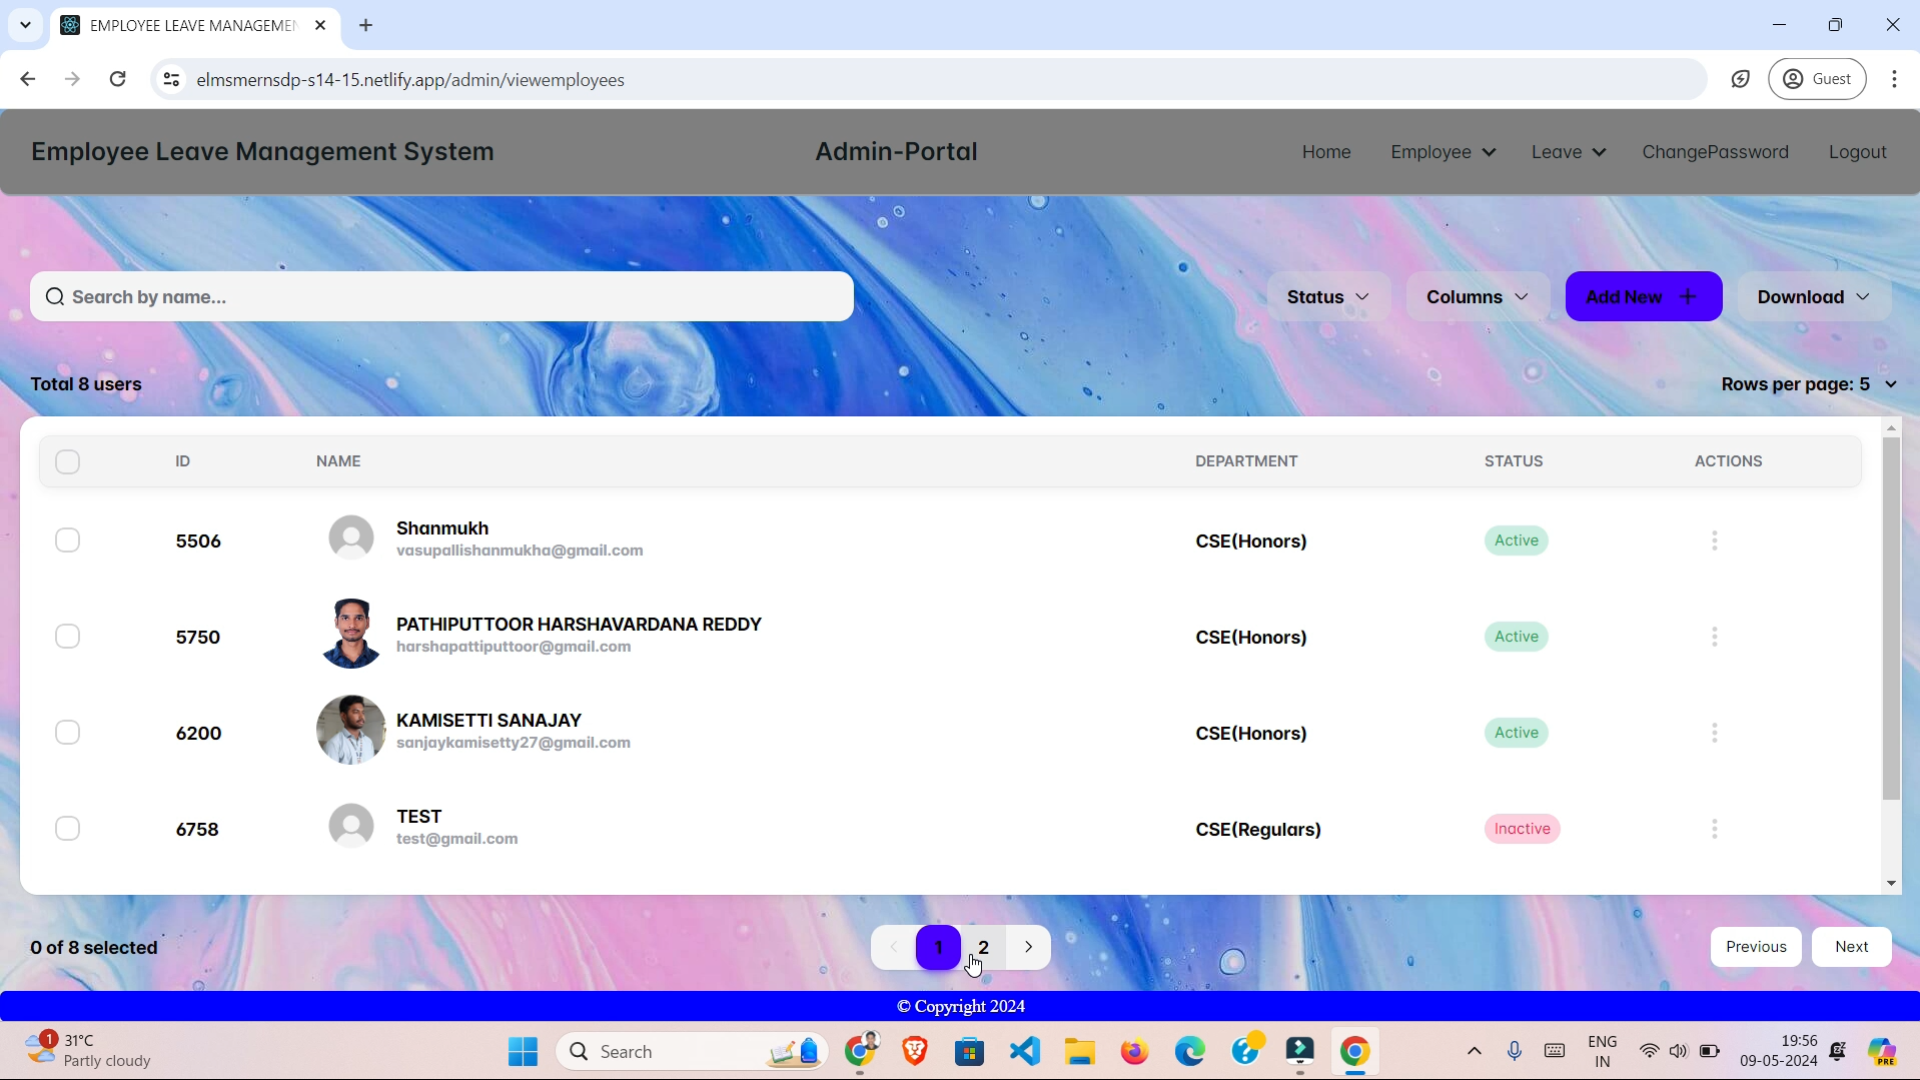 EMPLOYEE LEAVE MANAGEMEN
elmsmernsdp-s14-15.netlify.app/admin/viewemployees
Guest
Employee Leave Management System
Admin-Portal
Home
Employee
Leave
ChangePassword
Logout
Search by name...
Status
Columns
Add New
Download
Total 8 users
Rows per page: 5
ID NAME DEPARTMENT STATUS ACTIONS
5506 Shanmukh CSE(Honors) Active
vasupallishanmukha@gmail.com
5750 PATHIPUTTOOR HARSHAVARDANA REDDY CSE(Honors) Active
harshapattiputtoor@gmail.com
6200 KAMISETTI SANAJAY CSE(Honors) Active
sanjaykamisetty27@gmail.com
6758 TEST CSE(Regulars) Inactive
test@gmail.com
0 of 8 selected
1 2
Previous
Next
© Copyright 2024
1
31°C
Partly cloudy
Search
ENG
IN
19:56
09-05-2024
PRE